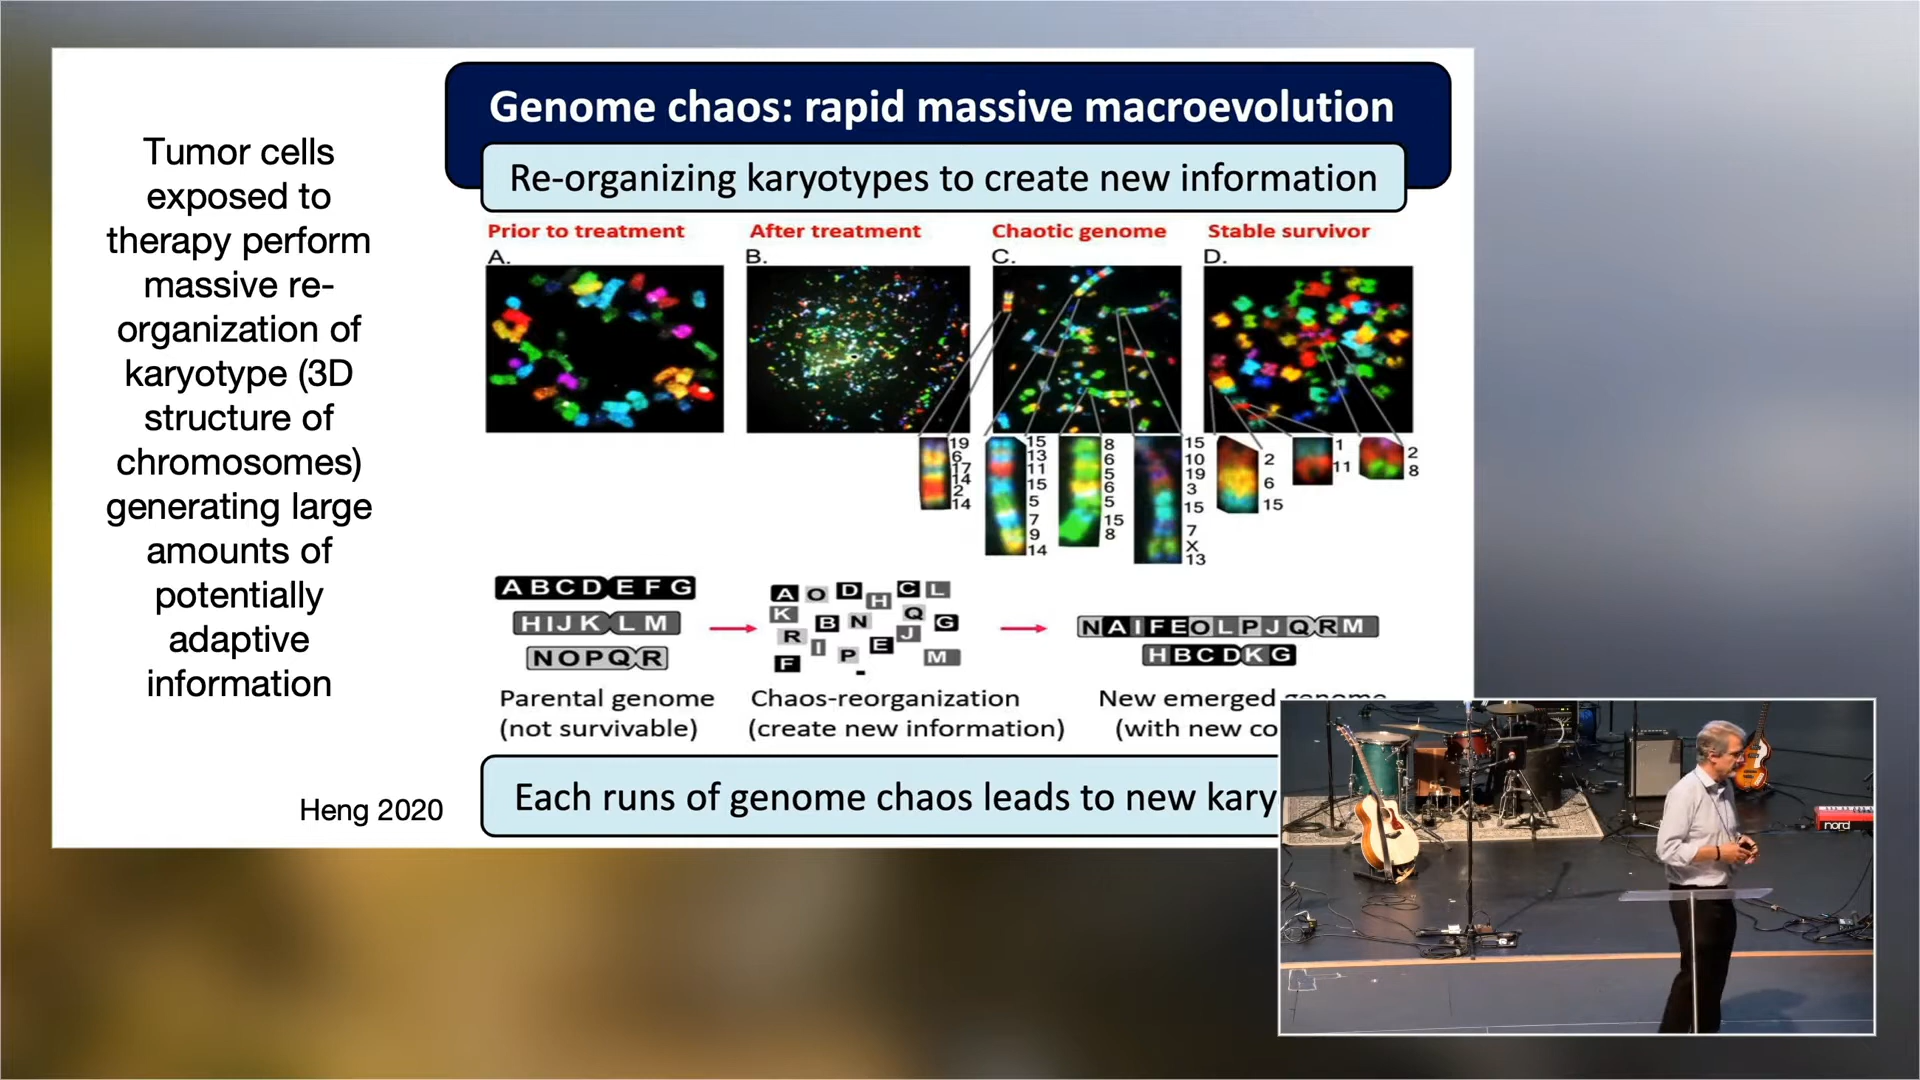 Genome chaos: rapid massive macroevolution
Re-organizing karyotypes to create new information
Tumor cells
exposed to
therapy perform
massive re-
organization of
karyotype (3D
structure of
chromosomes)
generating large
amounts of
potentially
adaptive
information
Heng 2020
Prior to treatment
After treatment
Chaotic genome
Stable survivor
A.
B.
C.
D.
19
6
17
14
2
14
15
13
11
15
5
7
9
14
8
6
5
6
5
15
8
15
10
19
3
15
7
X
13
2
6
15
1
11
2
8
A B C D E F G
H I J K L M
N O P Q R
A O D H C L
K B N Q G
R I P E J
F M
N A I F E O L P J Q R M
H B C D K G
Parental genome
(not survivable)
Chaos-reorganization
(create new information)
New emerged genome
(with new co
Each runs of genome chaos leads to new kary
nord